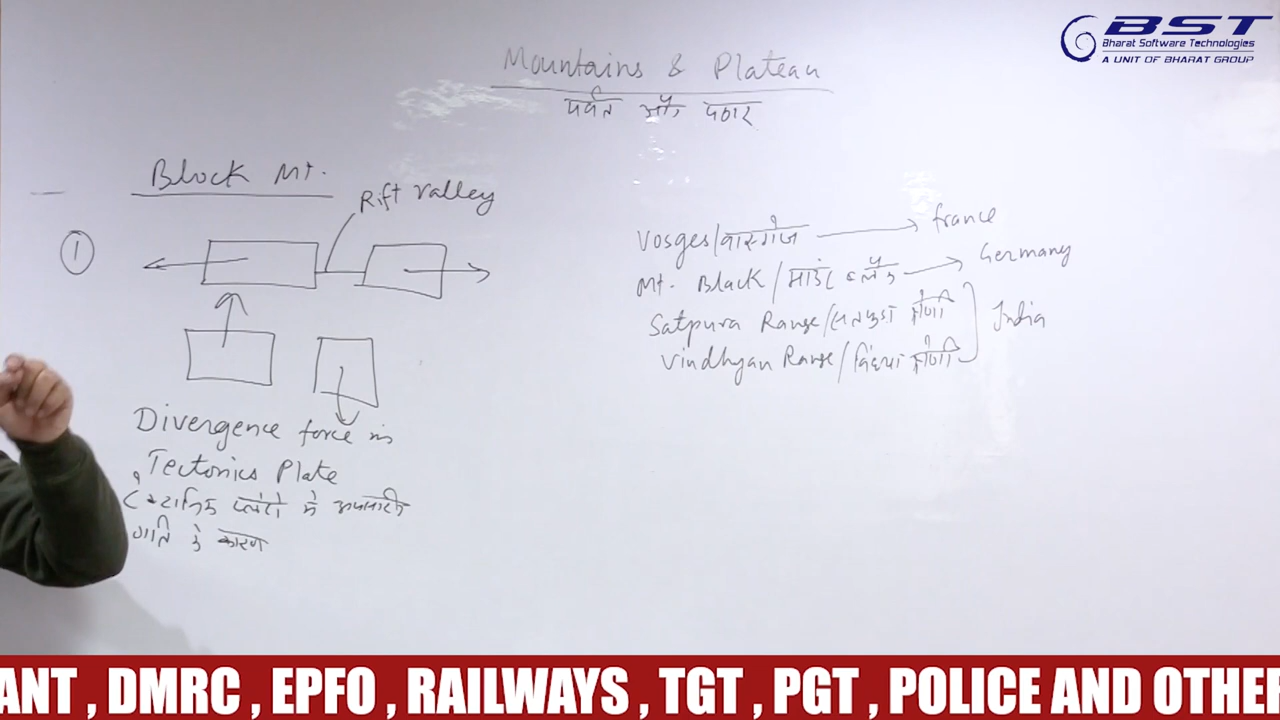 BST
Bharat Software Technologies
A UNIT OF BHARAT GROUP
Mountains & Plateau
पर्वत और पठार
Block Mt.
Rift Valley
①
Divergence force in
Tectonics Plate
प्लेटो में अपसारी
गति के कारण
Vosges/वास्गेज → france
Mt. Black/माउंट ब्लैक → Germany
Satpura Range/सतपुड़ा श्रेणी
Vindhyan Range/विंध्या श्रेणी
India
ANT , DMRC , EPFO , RAILWAYS , TGT , PGT , POLICE AND OTHER